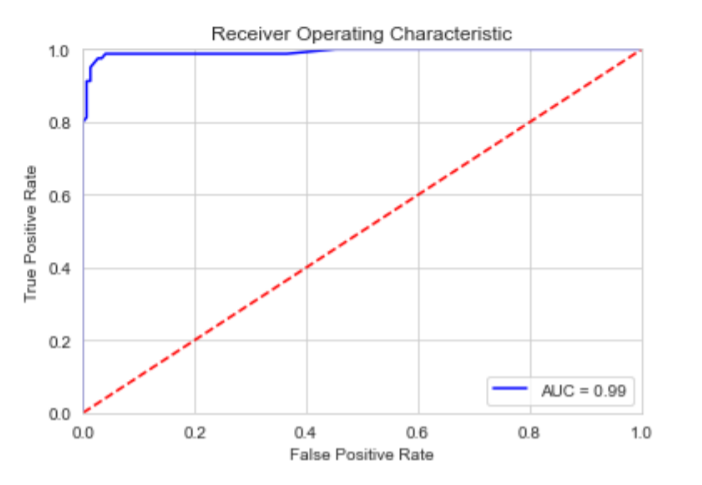 Receiver Operating Characteristic
1.0
0.8
0.6
0.4
0.2
0.0
True Positive Rate
AUC = 0.99
0.0 0.2 0.4 0.6 0.8 1.0
False Positive Rate